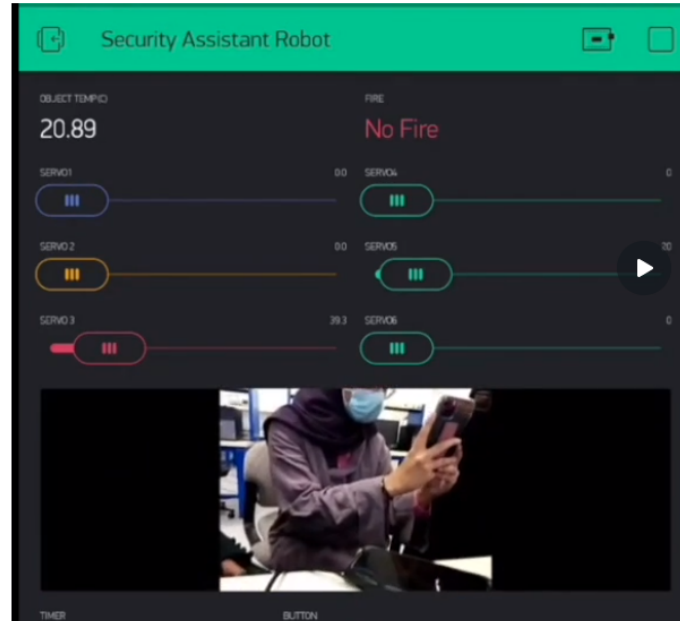 Security Assistant Robot
OBJECT TEMP(C)
FIRE
20.89
No Fire
SERVO1
0.0
SERVO4
0
SERVO 2
0.0
SERVO5
20
SERVO 3
39.3
SERVO6
0
TIMER
BUTTON